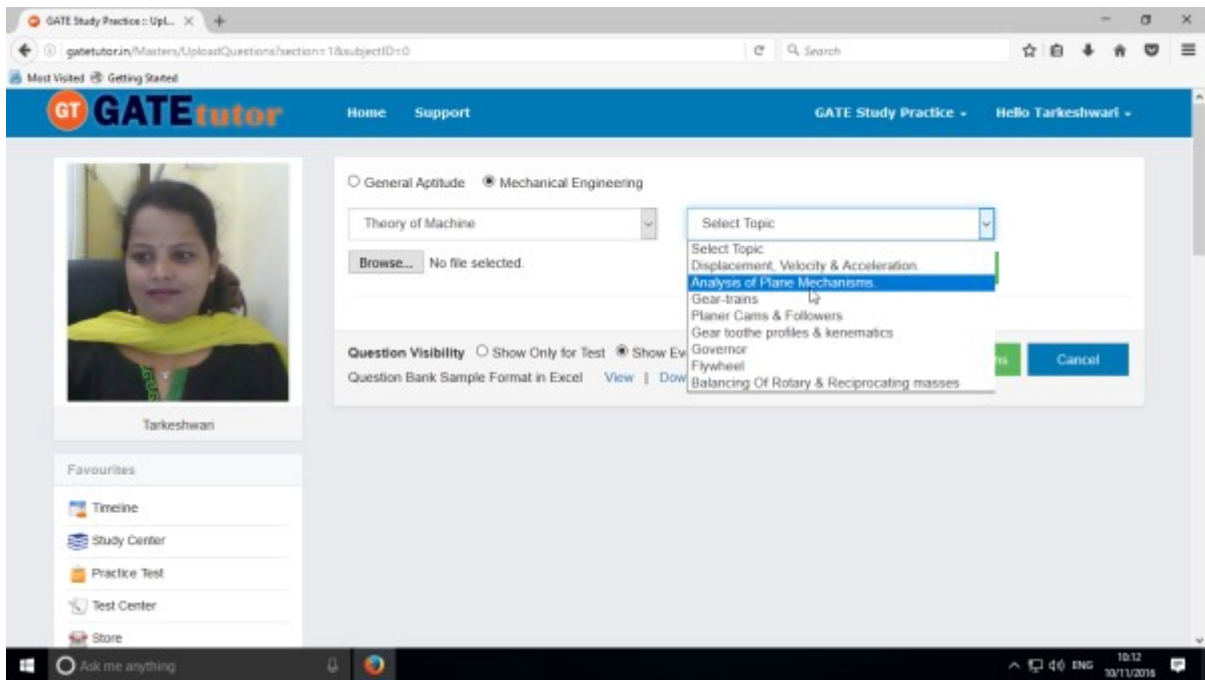 GATE Study Practice :: Upl...
gatetutor.in/Masters/UploadQuestions?section=1&subjectID=0
Search
Most Visited Getting Started
GT GATEtutor Home Support GATE Study Practice Hello Tarkeshwari
General Aptitude Mechanical Engineering
Theory of Machine Select Topic
Select Topic
Displacement, Velocity & Acceleration
Browse... No file selected.
Analysis of Plane Mechanisms.
Gear-trains
Planer Cams & Followers
Gear toothe profiles & kenematics
Question Visibility Show Only for Test Show Ev
Governor
Flywheel
ns Cancel
Question Bank Sample Format in Excel View | Dow
Balancing Of Rotary & Reciprocating masses
Tarkeshwari
Favourites
Timeline
Study Center
Practice Test
Test Center
Store
Ask me anything
ENG
10:12
10/11/2016